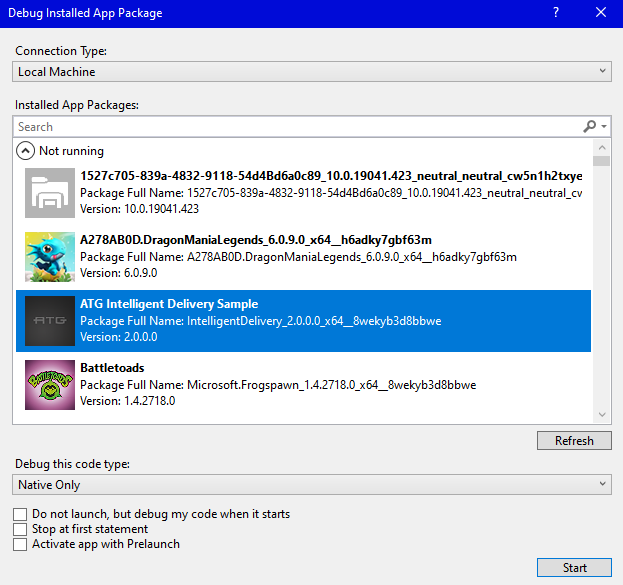 Debug Installed App Package
Connection Type:
Local Machine
Installed App Packages:
Search
Not running
1527c705-839a-4832-9118-54d4Bd6a0c89_10.0.19041.423_neutral_neutral_cw5n1h2txye
Package Full Name: 1527c705-839a-4832-9118-54d4Bd6a0c89_10.0.19041.423_neutral_neutral_cv
Version: 10.0.19041.423
A278AB0D.DragonManiaLegends_6.0.9.0_x64__h6adky7gbf63m
Package Full Name: A278AB0D.DragonManiaLegends_6.0.9.0_x64__h6adky7gbf63m
Version: 6.0.9.0
ATG
ATG Intelligent Delivery Sample
Package Full Name: IntelligentDelivery_2.0.0.0_x64__8wekyb3d8bbwe
Version: 2.0.0.0
BATTLETOADS
Battletoads
Package Full Name: Microsoft.Frogspawn_1.4.2718.0_x64__8wekyb3d8bbwe
Version: 1.4.2718.0
Refresh
Debug this code type:
Native Only
Do not launch, but debug my code when it starts
Stop at first statement
Activate app with Prelaunch
Start